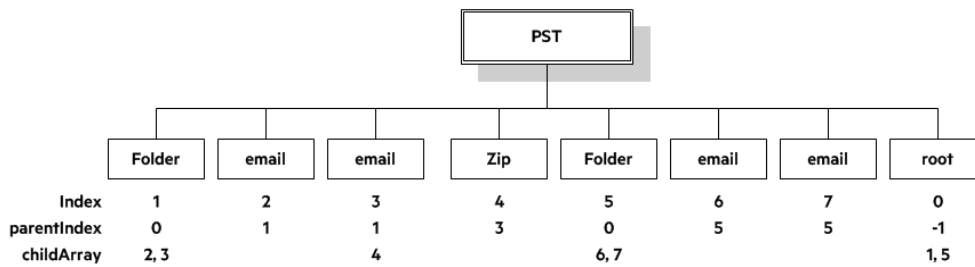 PST
Folder email email Zip Folder email email root
Index 1 2 3 4 5 6 7 0
parentIndex 0 1 1 3 0 5 5 -1
childArray 2, 3 4 6, 7 1, 5